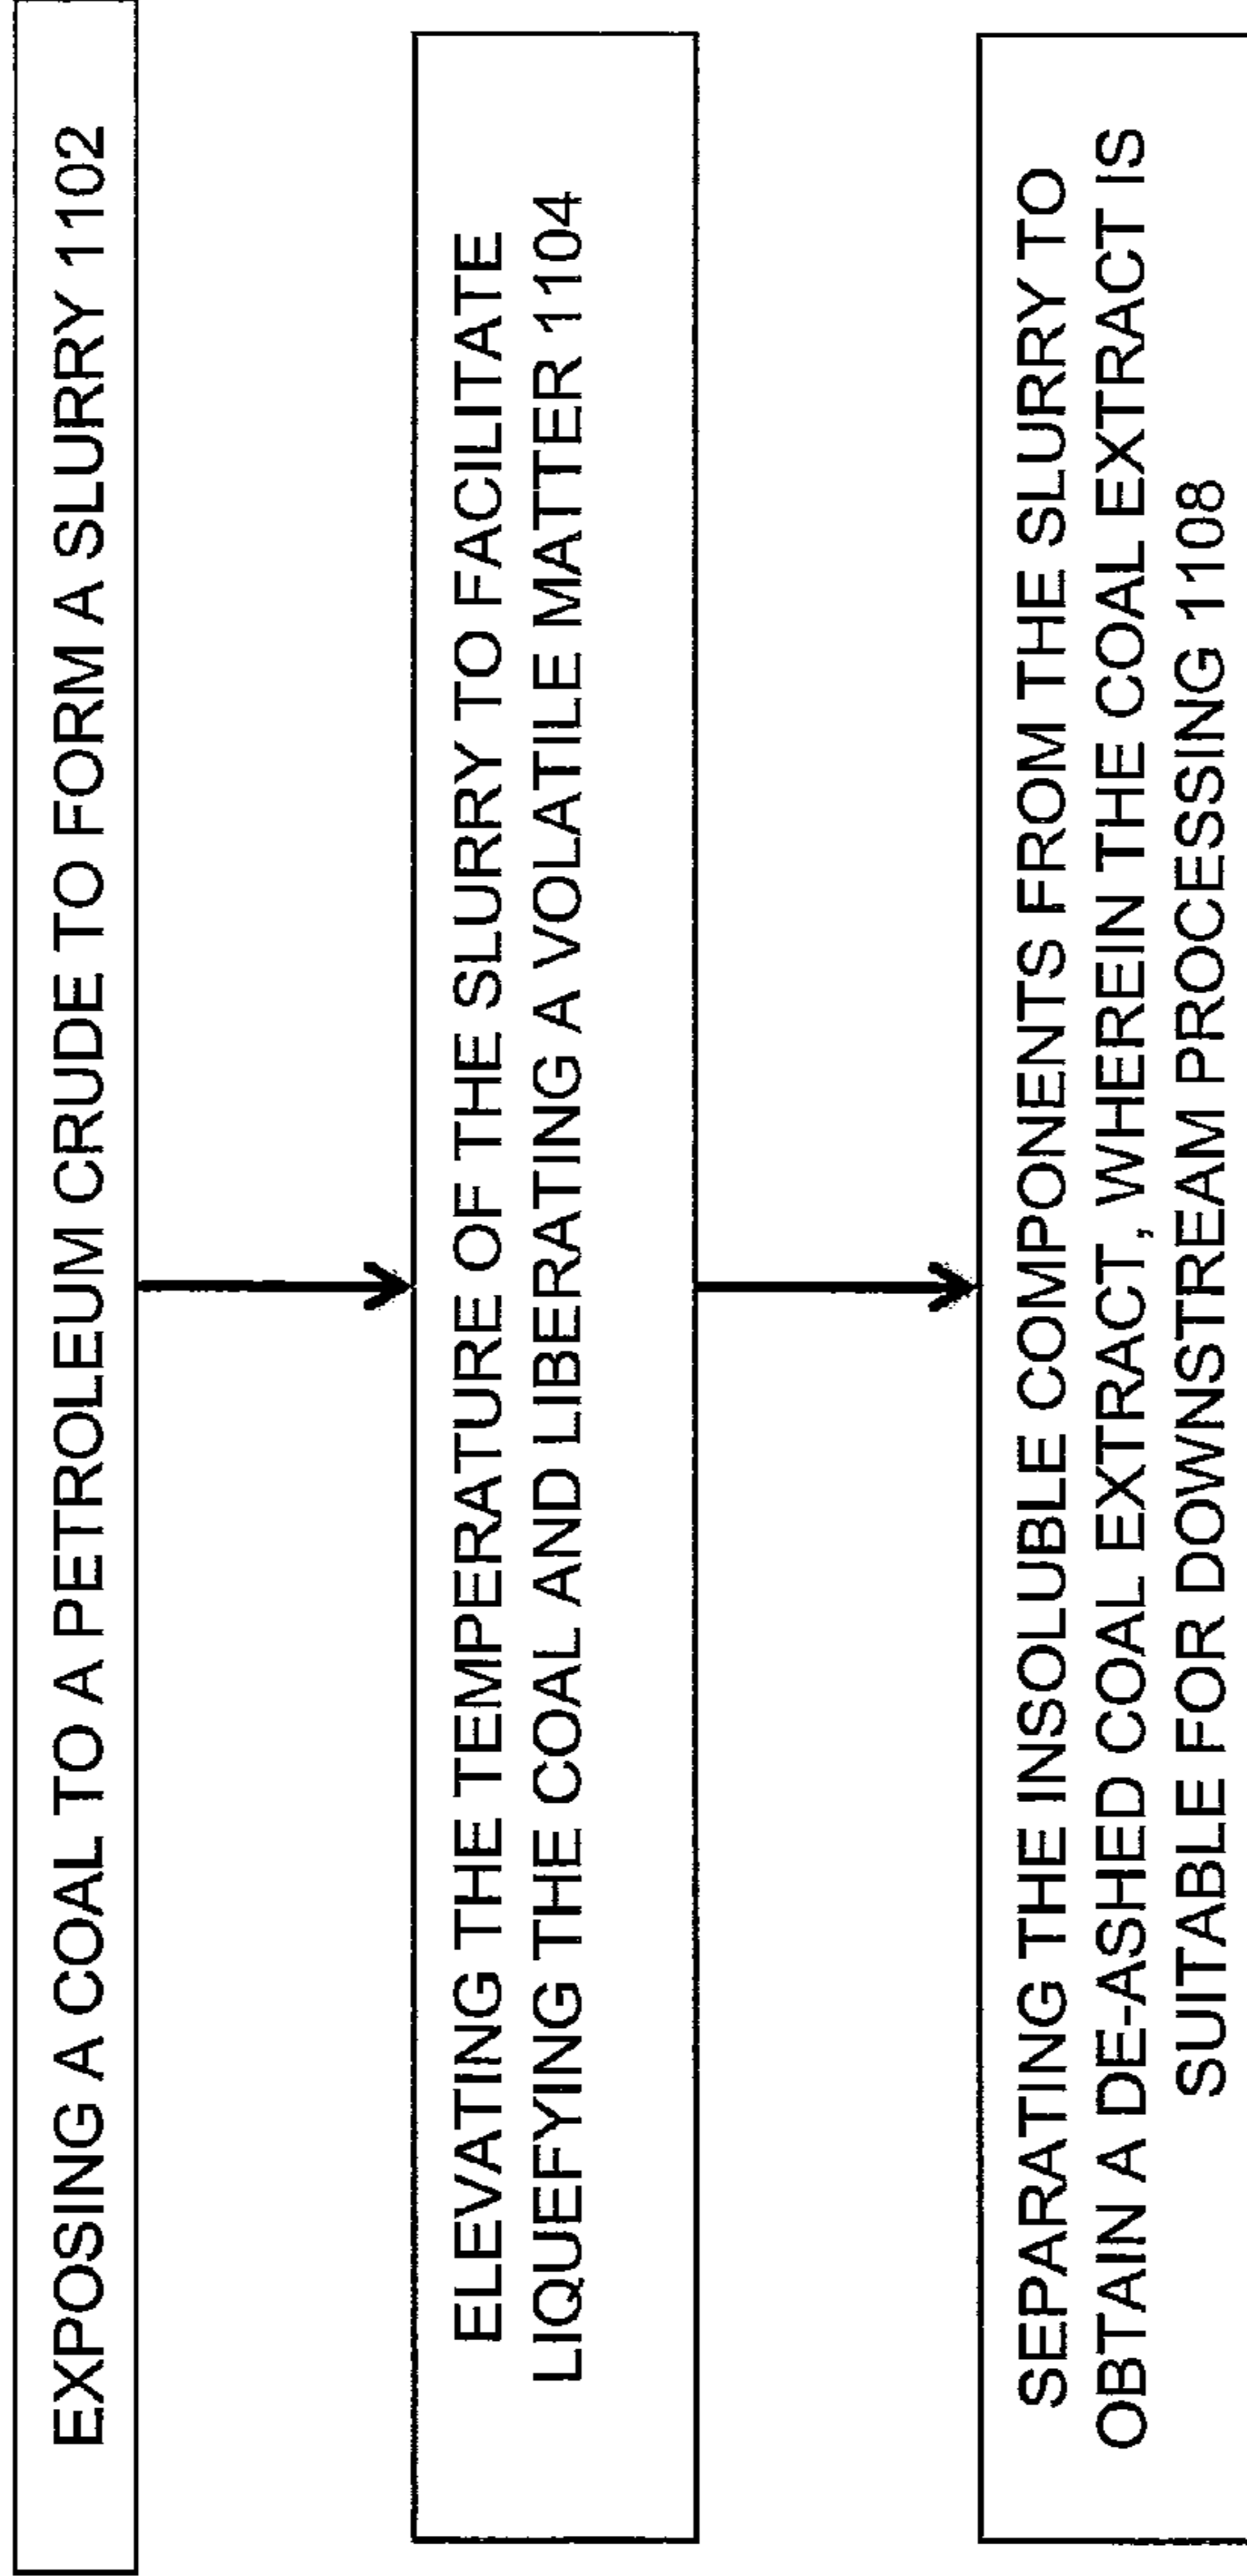 EXPOSING A COAL TO A PETROLEUM CRUDE TO FORM A SLURRY 1102
ELEVATING THE TEMPERATURE OF THE SLURRY TO FACILITATE
LIQUEFYING THE COAL AND LIBERATING A VOLATILE MATTER 1104
SEPARATING THE INSOLUBLE COMPONENTS FROM THE SLURRY TO
OBTAIN A DE-ASHED COAL EXTRACT, WHEREIN THE COAL EXTRACT IS
SUITABLE FOR DOWNSTREAM PROCESSING 1108